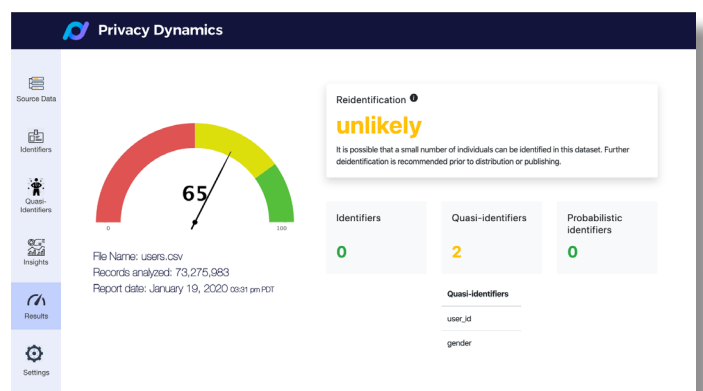 Privacy Dynamics
Source Data
Identifiers
Quasi-
Identifiers
Insights
Results
Settings
65
0
100
File Name: users.csv
Records analyzed: 73,275,983
Report date: January 19, 2020 03:31 pm PDT
Reidentification
unlikely
It is possible that a small number of individuals can be identified in this dataset. Further
deidentification is recommended prior to distribution or publishing.
Identifiers
0
Quasi-identifiers
2
Probabilistic
identifiers
0
Quasi-identifiers
user_id
gender